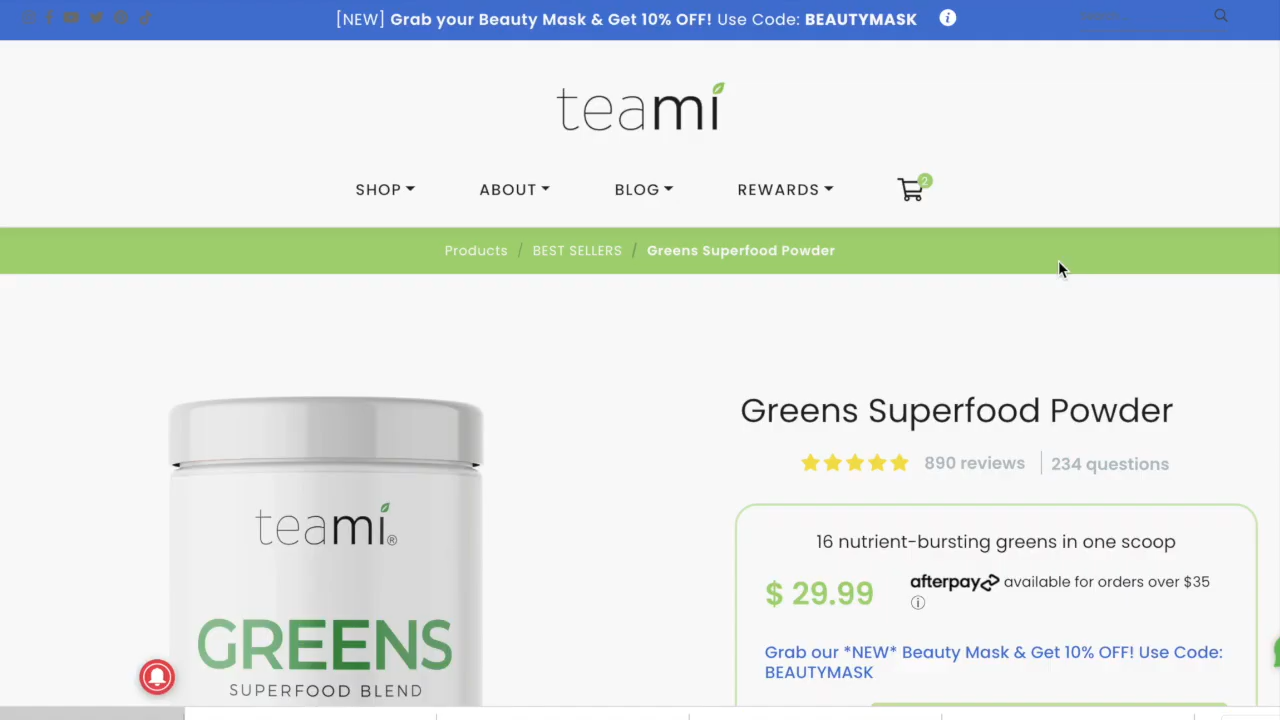 [NEW] Grab your Beauty Mask & Get 10% OFF! Use Code: BEAUTYMASK
teami
SHOP
ABOUT
BLOG
REWARDS
2
Products / BEST SELLERS / Greens Superfood Powder
Greens Superfood Powder
890 reviews
234 questions
16 nutrient-bursting greens in one scoop
$ 29.99
afterpay available for orders over $35
Grab our *NEW* Beauty Mask & Get 10% OFF! Use Code:
BEAUTYMASK
teami®
GREENS
SUPERFOOD BLEND